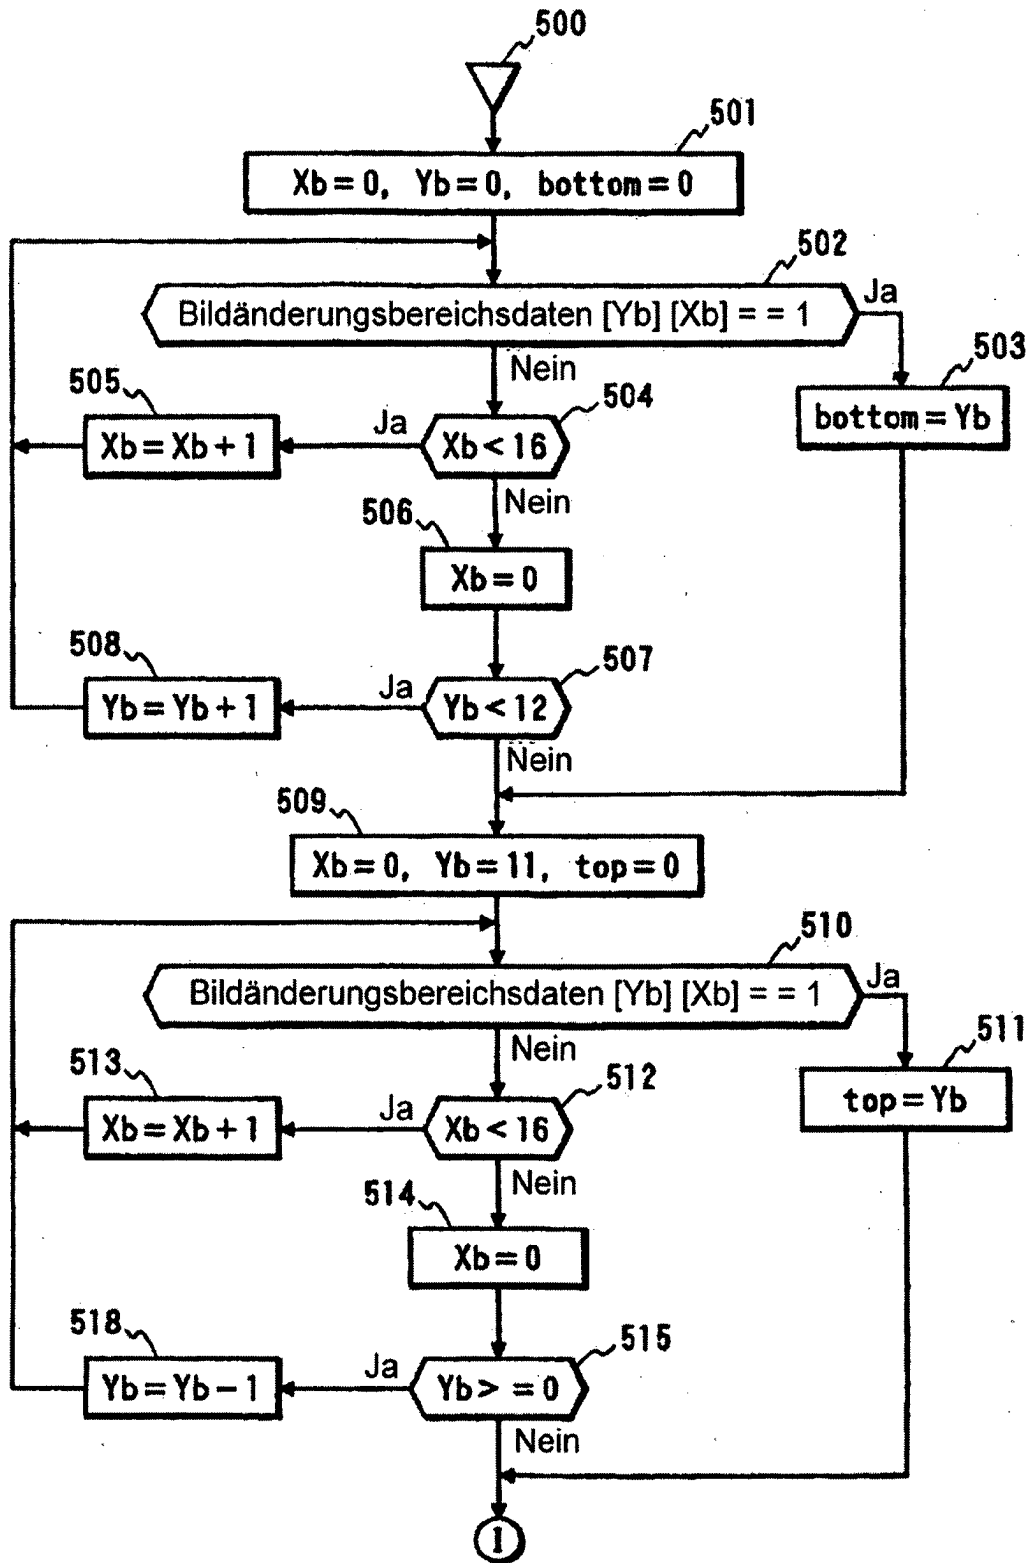 500
501
Xb=0, Yb=0, bottom=0
502
Bildänderungsbereichsdaten [Yb] [Xb] = = 1
Ja
Nein
503
bottom=Yb
504
Xb<16
Ja
505
Xb=Xb+1
Nein
506
Xb=0
507
Yb<12
Ja
508
Yb=Yb+1
Nein
509
Xb=0, Yb=11, top=0
510
Bildänderungsbereichsdaten [Yb] [Xb] = = 1
Ja
Nein
511
top=Yb
512
Xb<16
Ja
513
Xb=Xb+1
Nein
514
Xb=0
515
Yb> =0
Ja
518
Yb=Yb-1
Nein
1